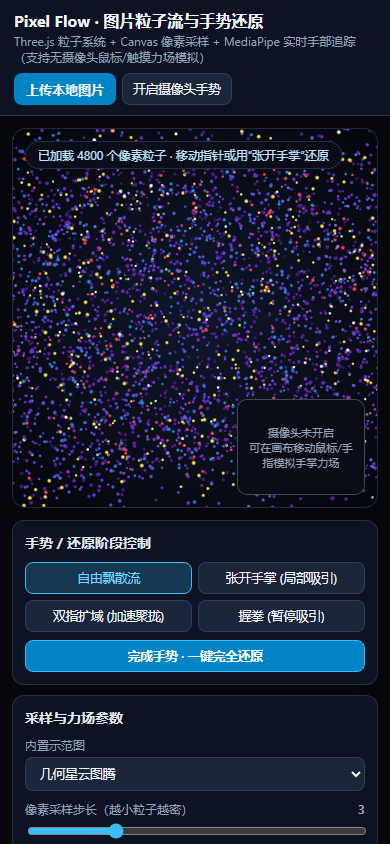 Pixel Flow · 图片粒子流与手势还原
Three.js 粒子系统 + Canvas 像素采样 + MediaPipe 实时手部追踪
（支持无摄像头鼠标/触摸力场模拟）
上传本地图片
开启摄像头手势
已加载 4800 个像素粒子 · 移动指针或用“张开手掌”还原
摄像头未开启
可在画布移动鼠标/手
指模拟手掌力场
手势 / 还原阶段控制
自由飘散流
张开手掌 (局部吸引)
双指扩域 (加速聚拢)
握拳 (暂停吸引)
完成手势 · 一键完全还原
采样与力场参数
内置示范图
几何星云图腾
像素采样步长（越小粒子越密）
3